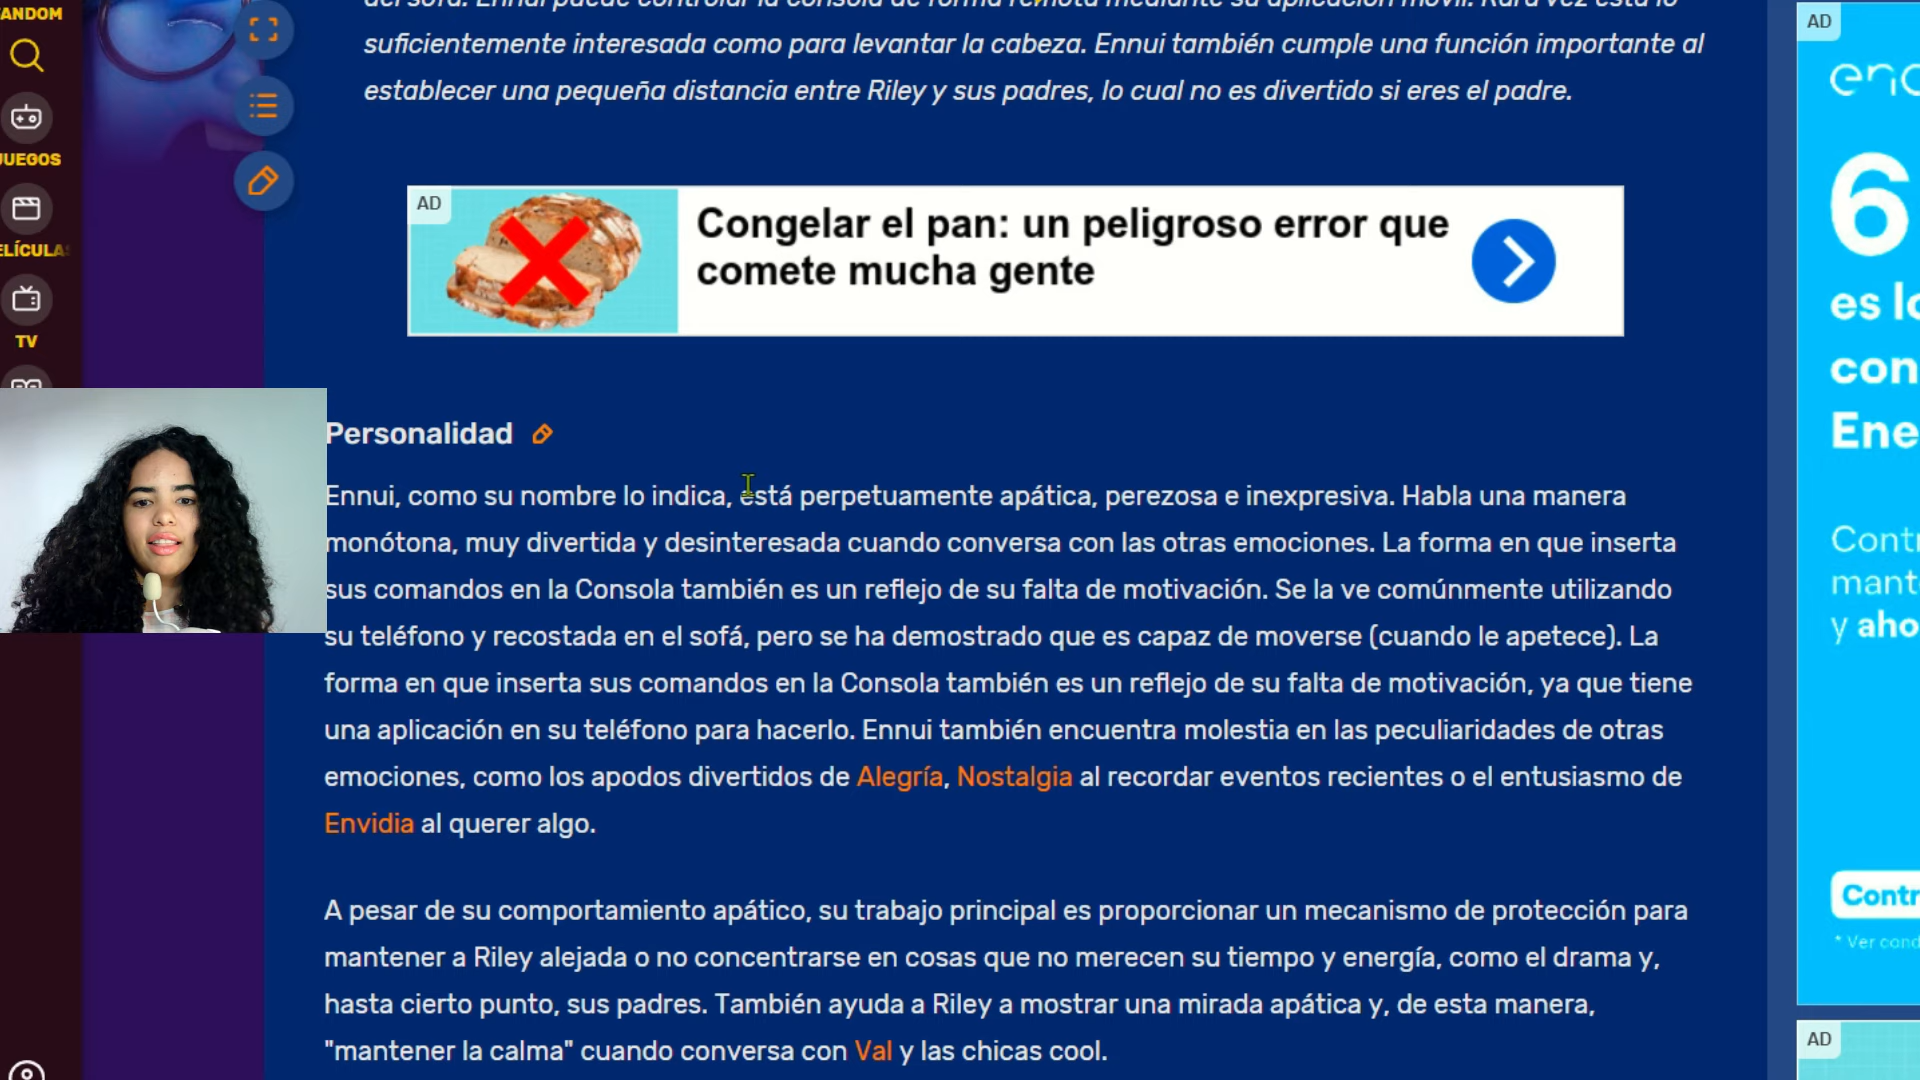 FANDOM
JUEGOS
PELÍCULAS
TV
suficientemente interesada como para levantar la cabeza. Ennui también cumple una función importante al
establecer una pequeña distancia entre Riley y sus padres, lo cual no es divertido si eres el padre.
AD
Congelar el pan: un peligroso error que
comete mucha gente
Personalidad
Ennui, como su nombre lo indica, está perpetuamente apática, perezosa e inexpresiva. Habla una manera
monótona, muy divertida y desinteresada cuando conversa con las otras emociones. La forma en que inserta
sus comandos en la Consola también es un reflejo de su falta de motivación. Se la ve comúnmente utilizando
su teléfono y recostada en el sofá, pero se ha demostrado que es capaz de moverse (cuando le apetece). La
forma en que inserta sus comandos en la Consola también es un reflejo de su falta de motivación, ya que tiene
una aplicación en su teléfono para hacerlo. Ennui también encuentra molestia en las peculiaridades de otras
emociones, como los apodos divertidos de Alegría, Nostalgia al recordar eventos recientes o el entusiasmo de
Envidia al querer algo.
A pesar de su comportamiento apático, su trabajo principal es proporcionar un mecanismo de protección para
mantener a Riley alejada o no concentrarse en cosas que no merecen su tiempo y energía, como el drama y,
hasta cierto punto, sus padres. También ayuda a Riley a mostrar una mirada apática y, de esta manera,
"mantener la calma" cuando conversa con Val y las chicas cool.
AD
6
es lo
con
Ene
Contr
mant
y aho
Contr
* Ver cond
AD